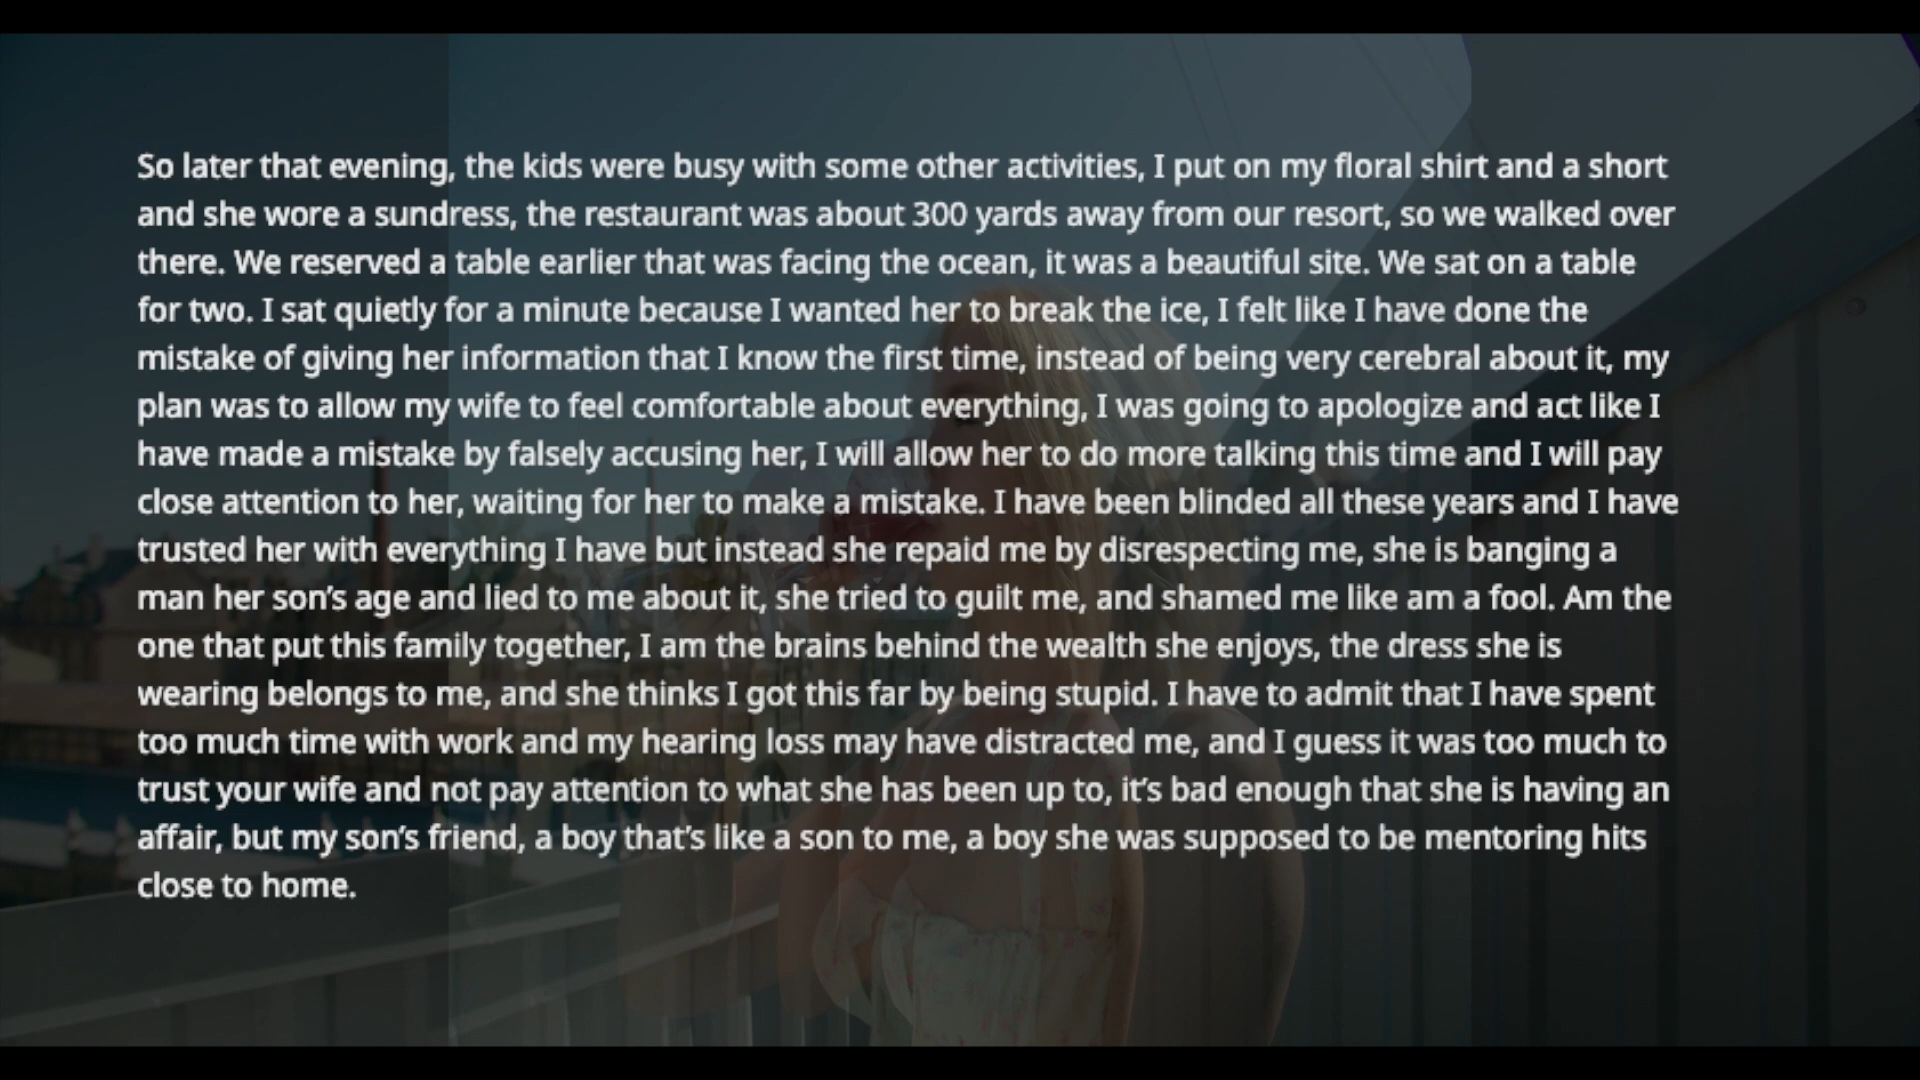 So later that evening, the kids were busy with some other activities, I put on my floral shirt and a short
and she wore a sundress, the restaurant was about 300 yards away from our resort, so we walked over
there. We reserved a table earlier that was facing the ocean, it was a beautiful site. We sat on a table
for two. I sat quietly for a minute because I wanted her to break the ice, I felt like I have done the
mistake of giving her information that I know the first time, instead of being very cerebral about it, my
plan was to allow my wife to feel comfortable about everything, I was going to apologize and act like I
have made a mistake by falsely accusing her, I will allow her to do more talking this time and I will pay
close attention to her, waiting for her to make a mistake. I have been blinded all these years and I have
trusted her with everything I have but instead she repaid me by disrespecting me, she is banging a
man her son’s age and lied to me about it, she tried to guilt me, and shamed me like am a fool. Am the
one that put this family together, I am the brains behind the wealth she enjoys, the dress she is
wearing belongs to me, and she thinks I got this far by being stupid. I have to admit that I have spent
too much time with work and my hearing loss may have distracted me, and I guess it was too much to
trust your wife and not pay attention to what she has been up to, it’s bad enough that she is having an
affair, but my son’s friend, a boy that’s like a son to me, a boy she was supposed to be mentoring hits
close to home.